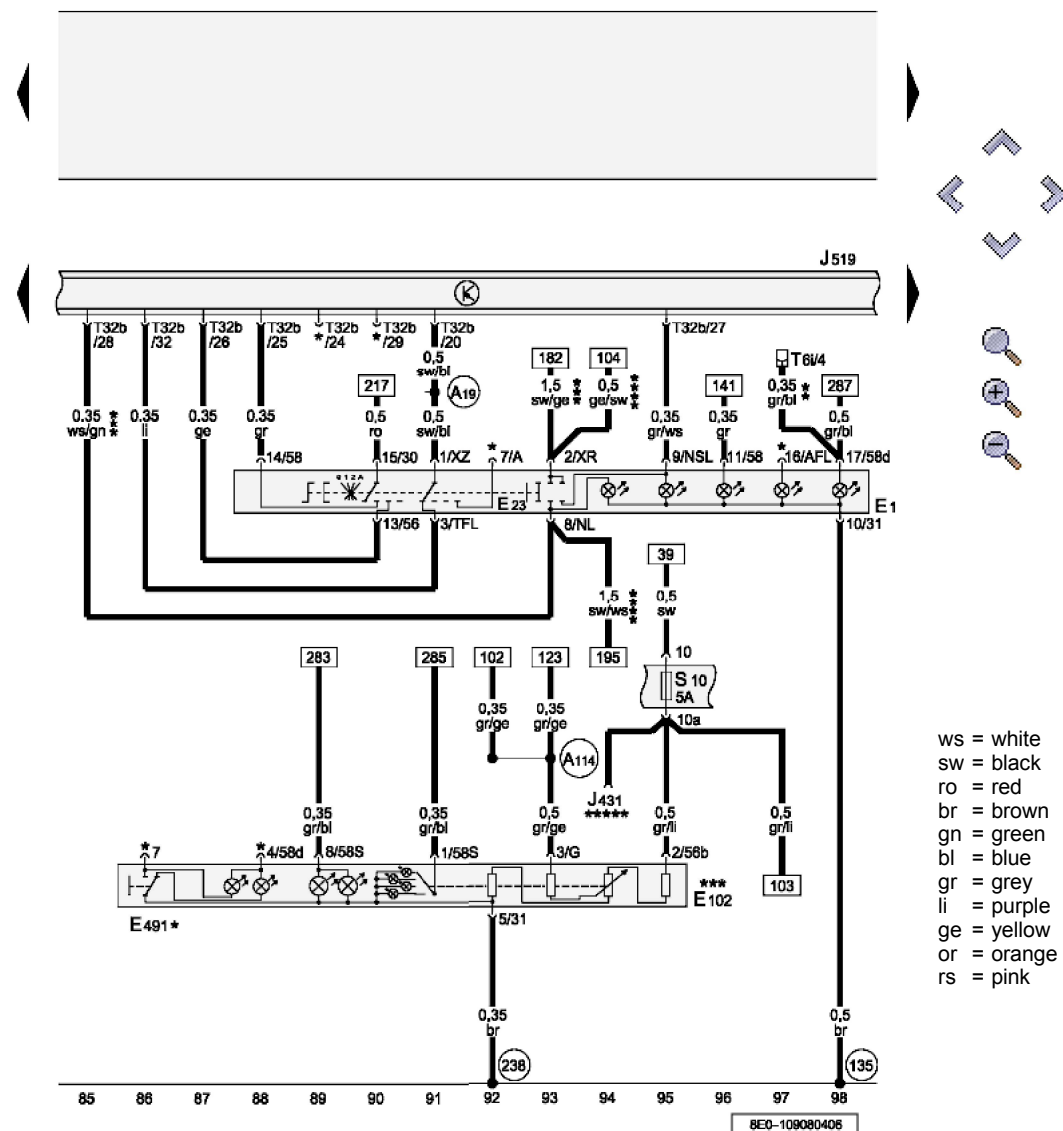 J 519
T32b /28
T32b /32
T32b /26
T32b /25
* T32b /24
* T32b /29
T32b /20
T32b/27
0,5 sw/bl
A19
182
104
T6i/4
217
141
287
1,5 sw/ge ***
0,5 ge/sw ****
0,35 gr/bl **
0,35 ws/gn ***
0,35 li
0,35 ge
0,35 gr
0,5 ro
0,5 sw/bl
0,35 gr/ws
0,35 gr
0,5 gr/bl
14/58
15/30
1/XZ
* 7/A
2/XR
9/NSL
11/58
* 16/AFL
17/58d
0 1 2 A
E 23
E 1
13/56
3/TFL
8/NL
10/31
39
1,5 sw/ws ****
0,5 sw
283
285
102
123
195
10
S 10 5A
10a
0,35 gr/ge
0,35 gr/ge
A114
J431 *****
0,35 gr/bl
0,35 gr/bl
0,5 gr/ge
0,5 gr/li
0,5 gr/li
* 7
* 4/58d
8/58S
1/58S
3/G
2/56b
103
*** E 102
E 491 *
5/31
0,35 br
0,5 br
238
135
85 86 87 88 89 90 91 92 93 94 95 96 97 98
8E0-109080406
ws = white
sw = black
ro = red
br = brown
gn = green
bl = blue
gr = grey
li = purple
ge = yellow
or = orange
rs = pink